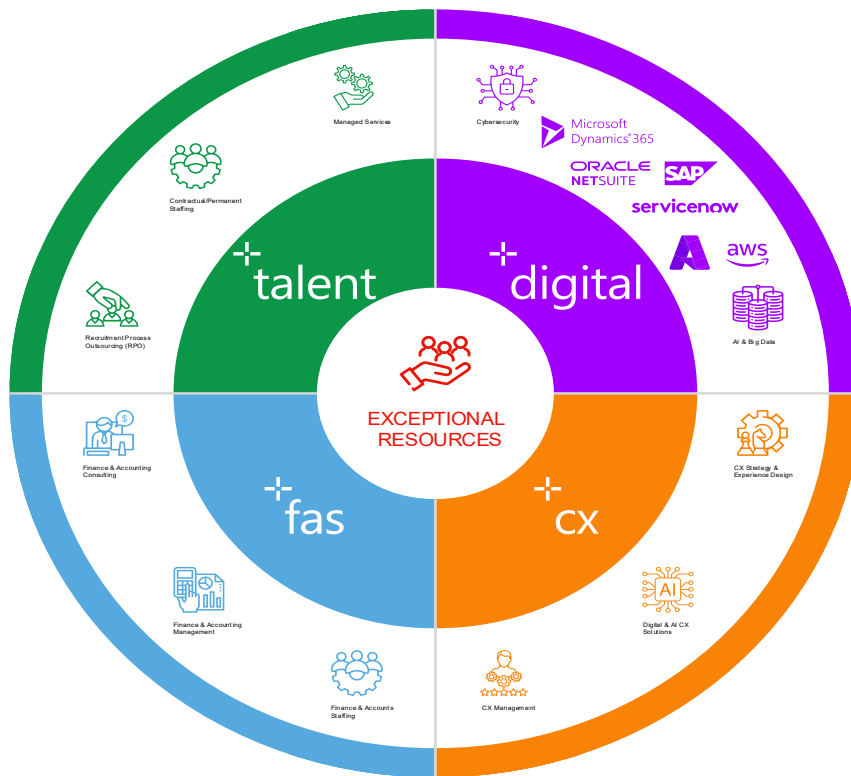 Managed Services
Contractual/Permanent
Staffing
Recruitment Process
Outsourcing (RPO)
talent
Cybersecurity
Microsoft
Dynamics 365
ORACLE
NETSUITE
SAP
servicenow
aws
AI & Big Data
digital
EXCEPTIONAL
RESOURCES
$
Finance & Accounting
Consulting
Finance & Accounting
Management
Finance & Accounts
Staffing
fas
cx
CX Strategy &
Experience Design
AI
Digital & AI CX
Solutions
CX Management